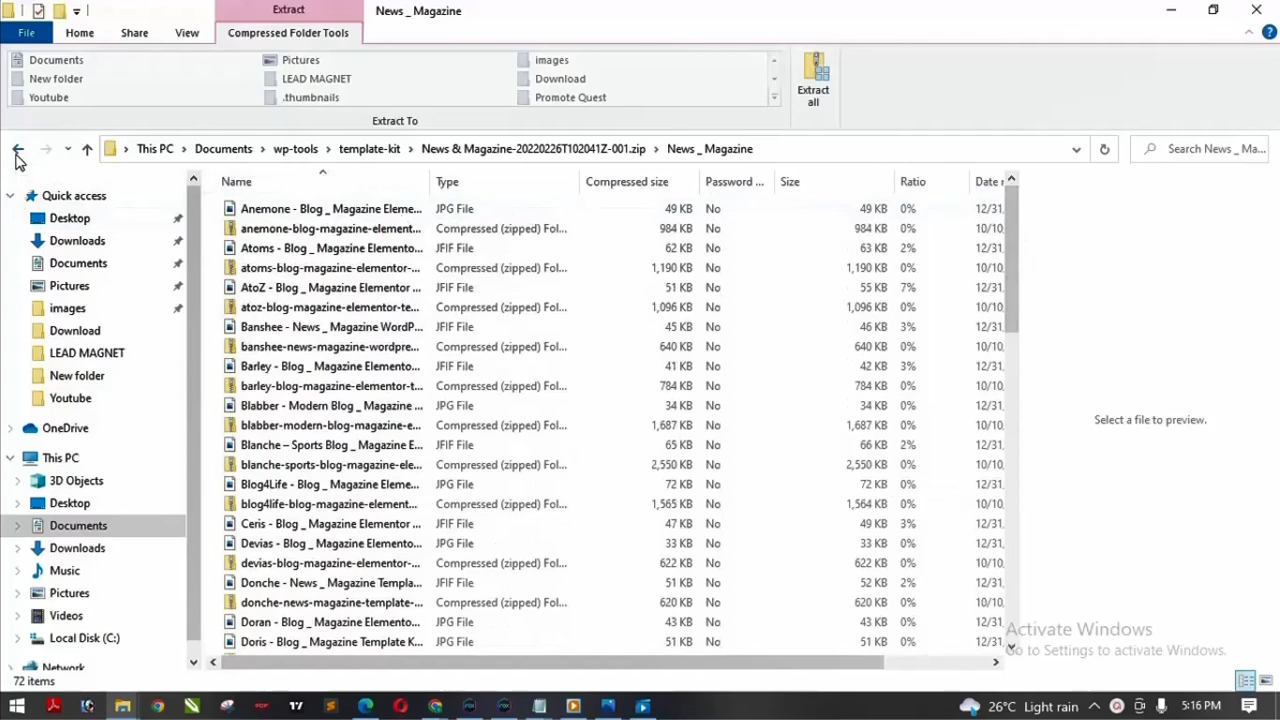 Extract
News _ Magazine
File
Home
Share
View
Compressed Folder Tools
Documents
Pictures
images
New folder
LEAD MAGNET
Download
Youtube
.thumbnails
Promote Quest
Extract all
Extract To
This PC > Documents > wp-tools > template-kit > News & Magazine-20220226T102041Z-001.zip > News _ Magazine
Search News _ Ma...
Name Type Compressed size Password ... Size Ratio Date r
Anemone - Blog _ Magazine Eleme... JPG File 49 KB No 49 KB 0% 12/31,
anemone-blog-magazine-element... Compressed (zipped) Fol... 984 KB No 984 KB 0% 10/10,
Atoms - Blog _ Magazine Elementor... JFIF File 62 KB No 63 KB 2% 12/31,
atoms-blog-magazine-elementor-... Compressed (zipped) Fol... 1,190 KB No 1,190 KB 0% 10/10,
AtoZ - Blog _ Magazine Elementor ... JFIF File 51 KB No 55 KB 7% 12/31,
atoz-blog-magazine-elementor-te... Compressed (zipped) Fol... 1,096 KB No 1,096 KB 0% 10/10,
Banshee - News _ Magazine WordP... JFIF File 45 KB No 46 KB 3% 12/31,
banshee-news-magazine-wordpre... Compressed (zipped) Fol... 640 KB No 640 KB 0% 10/10,
Barley - Blog _ Magazine Elemento... JFIF File 41 KB No 42 KB 3% 12/31,
barley-blog-magazine-elementor-t... Compressed (zipped) Fol... 784 KB No 784 KB 0% 10/10,
Blabber - Modern Blog _ Magazine ... JPG File 34 KB No 34 KB 0% 12/31,
blabber-modern-blog-magazine-e... Compressed (zipped) Fol... 1,687 KB No 1,687 KB 0% 10/10,
Blanche – Sports Blog _ Magazine E... JFIF File 65 KB No 66 KB 2% 12/31,
blanche-sports-blog-magazine-ele... Compressed (zipped) Fol... 2,550 KB No 2,550 KB 0% 10/10,
Blog4Life - Blog _ Magazine Elemen... JPG File 72 KB No 72 KB 0% 12/31,
blog4life-blog-magazine-element... Compressed (zipped) Fol... 1,565 KB No 1,564 KB 0% 10/10,
Ceris - Blog _ Magazine Elementor ... JFIF File 47 KB No 49 KB 3% 12/31,
Devias - Blog _ Magazine Elemento... JPG File 33 KB No 33 KB 0% 12/31,
devias-blog-magazine-elementor-... Compressed (zipped) Fol... 622 KB No 622 KB 0% 10/10,
Donche - News _ Magazine Templa... JFIF File 51 KB No 52 KB 2% 12/31,
donche-news-magazine-template-... Compressed (zipped) Fol... 620 KB No 620 KB 0% 10/10,
Doran - Blog _ Magazine Elemento... JPG File 43 KB No 43 KB 0% 12/31,
Doris - Blog _ Magazine Template K... JPG File 51 KB No 51 KB 0% 12/31,
Quick access
Desktop
Downloads
Documents
Pictures
images
Download
LEAD MAGNET
New folder
Youtube
OneDrive
This PC
3D Objects
Desktop
Documents
Downloads
Music
Pictures
Videos
Local Disk (C:)
Network
Select a file to preview.
Activate Windows
Go to Settings to activate Windows.
72 items
26°C Light rain
5:16 PM